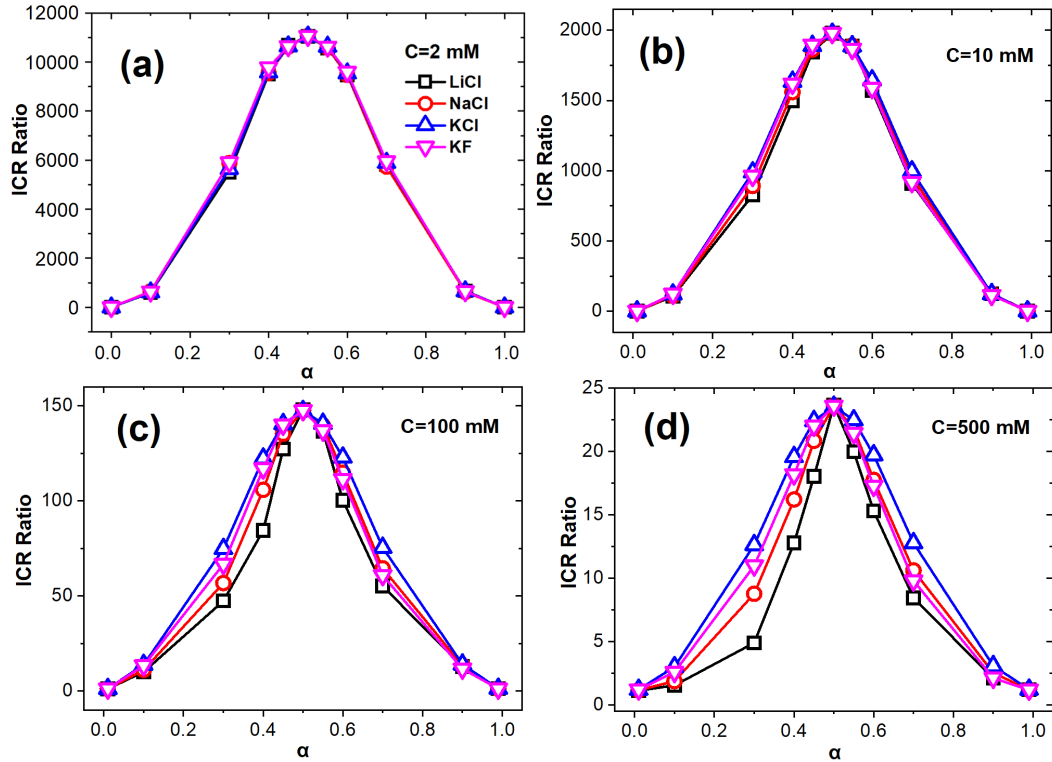 (a)
C=2 mM
LiCl
NaCl
KCl
KF
12000
11000
10000
8000
6000
4000
2000
0
ICR Ratio
0.0 0.2 0.4 0.6 0.8 1.0
α
(b)
C=10 mM
2000
1500
1000
500
0
ICR Ratio
0.0 0.2 0.4 0.6 0.8 1.0
α
(c)
C=100 mM
150
100
50
0
ICR Ratio
0.0 0.2 0.4 0.6 0.8 1.0
α
(d)
C=500 mM
25
20
15
10
5
0
ICR Ratio
0.0 0.2 0.4 0.6 0.8 1.0
α